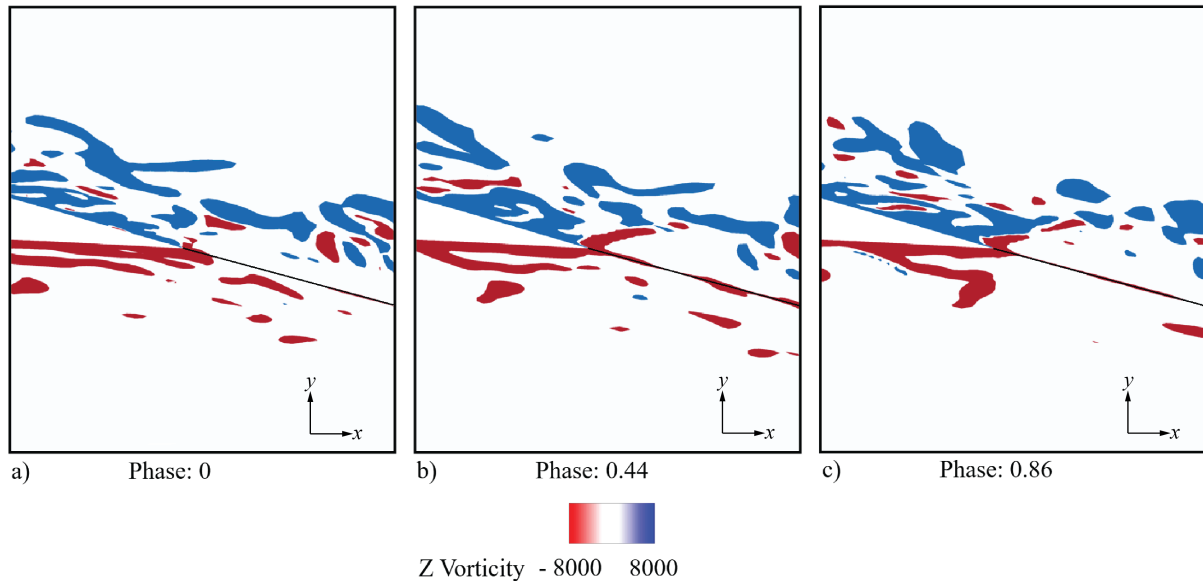 y
x
y
x
y
x
a) Phase: 0
b) Phase: 0.44
c) Phase: 0.86
Z Vorticity - 8000 8000